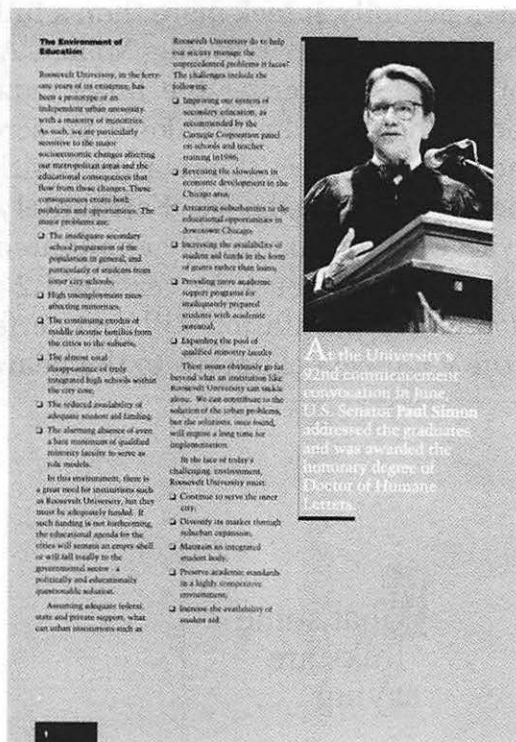 The Environment of
Education
Roosevelt University, in the forty-
one years of its existence, has
been a prototype of an
independent urban university
with a majority of minorities.
As such, we are particularly
sensitive to the major
socioeconomic changes affecting
our metropolitan areas and the
educational consequences that
flow from those changes. These
consequences create both
problems and opportunities. The
major problems are:
❑ The inadequate secondary
school preparation of the
population in general, and
particularly of students from
inner city schools;
❑ High unemployment rates
affecting minorities;
❑ The continuing exodus of
middle income families from
the cities to the suburbs;
❑ The almost total
disappearance of truly
integrated high schools within
the city core;
❑ The reduced availability of
adequate student aid funding;
❑ The alarming absence of even
a bare minimum of qualified
minority faculty to serve as
role models.
In this environment, there is
a great need for institutions such
as Roosevelt University, but they
must be adequately funded. If
such funding is not forthcoming,
the educational agenda for the
cities will remain an empty shell
or will fall totally to the
governmental sector - a
politically and educationally
questionable solution.
Assuming adequate federal,
state and private support, what
can urban institutions such as
Roosevelt University do to help
our society manage the
unprecedented problems it faces?
The challenges include the
following:
❑ Improving our system of
secondary education, as
recommended by the
Carnegie Corporation panel
on schools and teacher
training in1986;
❑ Reversing the slowdown in
economic development in the
Chicago area;
❑ Attracting suburbanites to the
educational opportunities in
downtown Chicago;
❑ Increasing the availability of
student aid funds in the form
of grants rather than loans;
❑ Providing more academic
support programs for
inadequately prepared
students with academic
potential;
❑ Expanding the pool of
qualified minority faculty.
These issues obviously go far
beyond what an institution like
Roosevelt University can tackle
alone. We can contribute to the
solution of the urban problems,
but the solutions, once found,
will require a long time for
implementation.
In the face of today's
challenging environment,
Roosevelt University must:
❑ Continue to serve the inner
city;
❑ Diversify its market through
suburban expansion;
❑ Maintain an integrated
student body;
❑ Preserve academic standards
in a highly competitive
environment;
❑ Increase the availability of
student aid.
At the University's
92nd commencement
convocation in June,
U.S. Senator Paul Simon
addressed the graduates
and was awarded the
honorary degree of
Doctor of Humane
Letters.